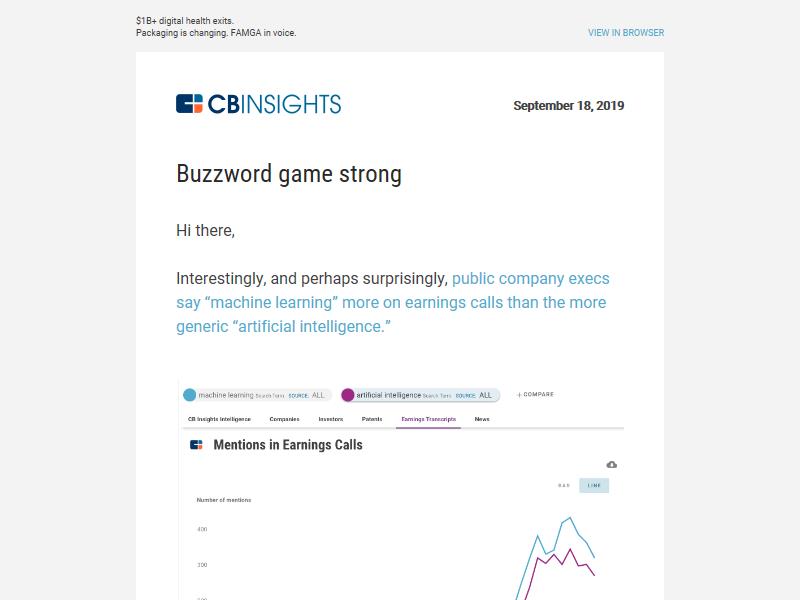 $1B+ digital health exits.
Packaging is changing. FAMGA in voice.
VIEW IN BROWSER
CBINSIGHTS
September 18, 2019
Buzzword game strong
Hi there,
Interestingly, and perhaps surprisingly, public company execs
say “machine learning” more on earnings calls than the more
generic “artificial intelligence.”
machine learning Search Term SOURCE: ALL
artificial intelligence Search Term SOURCE: ALL
+ COMPARE
CB Insights Intelligence Companies Investors Patents Earnings Transcripts News
Mentions in Earnings Calls
BAR LINE
Number of mentions
400
300